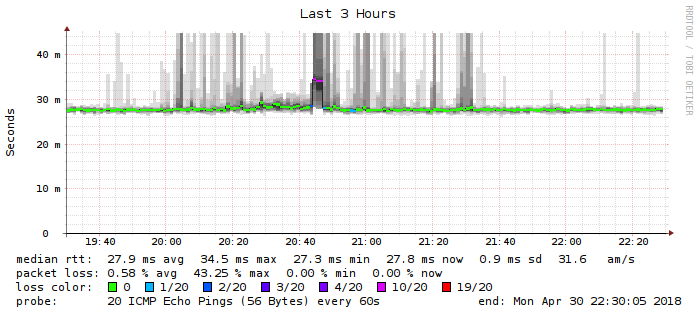 Last 3 Hours
RRDTOOL / TOBI OETIKER
Seconds
40 m
30 m
20 m
10 m
0
19:40 20:00 20:20 20:40 21:00 21:20 21:40 22:00 22:20
median rtt: 27.9 ms avg 34.5 ms max 27.3 ms min 27.8 ms now 0.9 ms sd 31.6 am/s
packet loss: 0.58 % avg 43.25 % max 0.00 % min 0.00 % now
loss color: 0 1/20 2/20 3/20 4/20 10/20 19/20
probe: 20 ICMP Echo Pings (56 Bytes) every 60s end: Mon Apr 30 22:30:05 2018